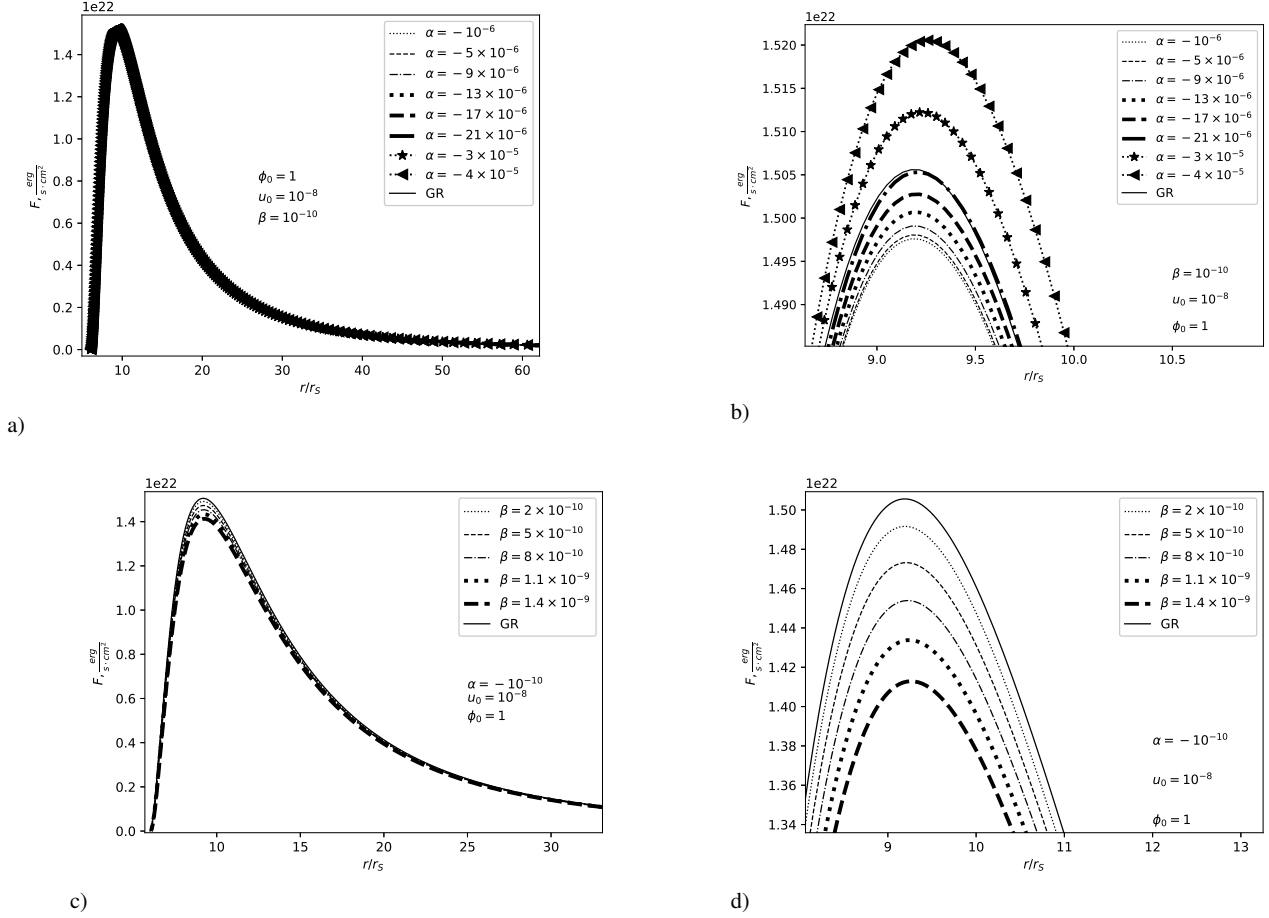 1e22
1.4
1.2
1.0
0.8
0.6
0.4
0.2
0.0
F, erg/s·cm²
α = −10⁻⁶
α = −5 × 10⁻⁶
α = −9 × 10⁻⁶
α = −13 × 10⁻⁶
α = −17 × 10⁻⁶
α = −21 × 10⁻⁶
α = −3 × 10⁻⁵
α = −4 × 10⁻⁵
GR
ϕ₀ = 1
u₀ = 10⁻⁸
β = 10⁻¹⁰
10 20 30 40 50 60
r/r_S
a)
1e22
1.520
1.515
1.510
1.505
1.500
1.495
1.490
F, erg/s·cm²
α = −10⁻⁶
α = −5 × 10⁻⁶
α = −9 × 10⁻⁶
α = −13 × 10⁻⁶
α = −17 × 10⁻⁶
α = −21 × 10⁻⁶
α = −3 × 10⁻⁵
α = −4 × 10⁻⁵
GR
β = 10⁻¹⁰
u₀ = 10⁻⁸
ϕ₀ = 1
9.0 9.5 10.0 10.5
r/r_S
b)
1e22
1.4
1.2
1.0
0.8
0.6
0.4
0.2
0.0
F, erg/s·cm²
β = 2 × 10⁻¹⁰
β = 5 × 10⁻¹⁰
β = 8 × 10⁻¹⁰
β = 1.1 × 10⁻⁹
β = 1.4 × 10⁻⁹
GR
α = −10⁻¹⁰
u₀ = 10⁻⁸
ϕ₀ = 1
10 15 20 25 30
r/r_S
c)
1e22
1.50
1.48
1.46
1.44
1.42
1.40
1.38
1.36
1.34
F, erg/s·cm²
β = 2 × 10⁻¹⁰
β = 5 × 10⁻¹⁰
β = 8 × 10⁻¹⁰
β = 1.1 × 10⁻⁹
β = 1.4 × 10⁻⁹
GR
α = −10⁻¹⁰
u₀ = 10⁻⁸
ϕ₀ = 1
9 10 11 12 13
r/r_S
d)